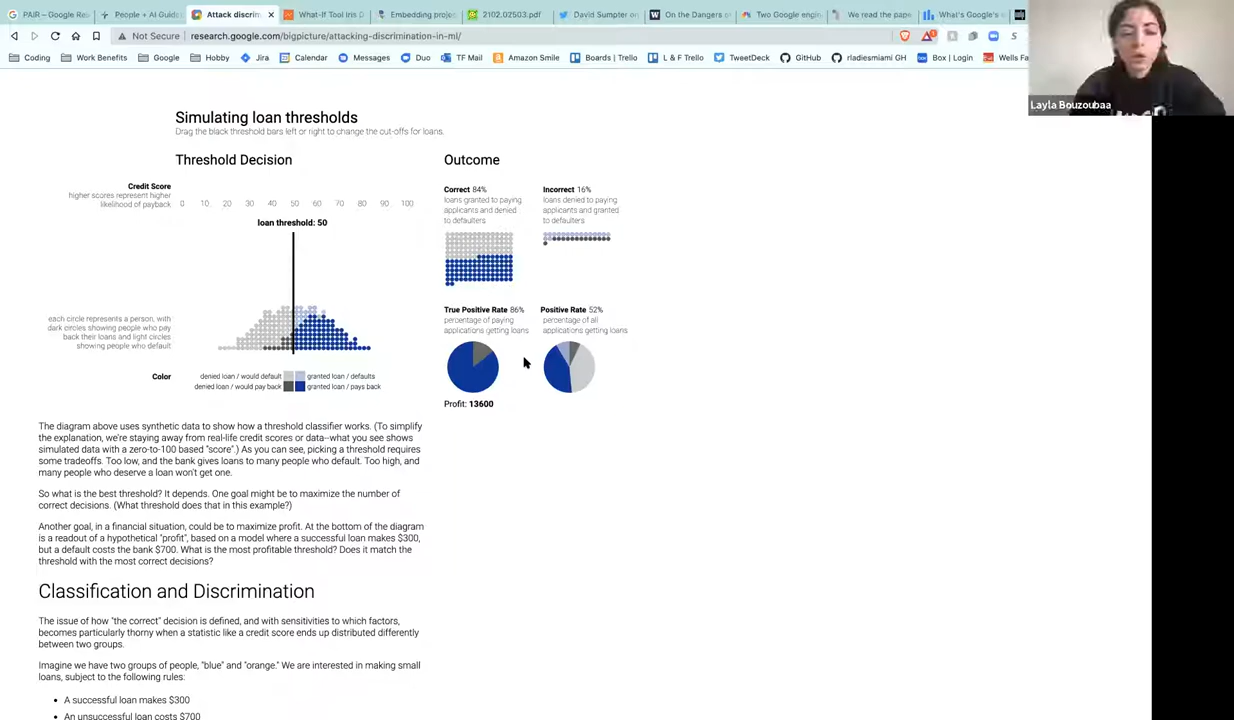 PAIR – Google Res
People + AI Guide
Attack discrim
What-If Tool Iris D
Embedding projec
2102.02503.pdf
David Sumpter on
On the Dangers o
Two Google engin
We read the pape
What's Google's
Not Secure
research.google.com/bigpicture/attacking-discrimination-in-ml/
Coding
Work Benefits
Google
Hobby
Jira
Calendar
Messages
Duo
TF Mail
Amazon Smile
Boards | Trello
L & F Trello
TweetDeck
GitHub
rladiesmiami GH
Box | Login
Wells Fa
Layla Bouzoubaa
Simulating loan thresholds
Drag the black threshold bars left or right to change the cut-offs for loans.
Threshold Decision
Credit Score
higher scores represent higher
likelihood of payback
0 10 20 30 40 50 60 70 80 90 100
loan threshold: 50
each circle represents a person, with
dark circles showing people who pay
back their loans and light circles
showing people who default
Color
denied loan / would default
granted loan / defaults
denied loan / would pay back
granted loan / pays back
Outcome
Correct 84%
loans granted to paying
applicants and denied
to defaulters
Incorrect 16%
loans denied to paying
applicants and granted
to defaulters
True Positive Rate 86%
percentage of paying
applications getting loans
Positive Rate 52%
percentage of all
applications getting loans
Profit: 13600
The diagram above uses synthetic data to show how a threshold classifier works. (To simplify
the explanation, we're staying away from real-life credit scores or data--what you see shows
simulated data with a zero-to-100 based "score".) As you can see, picking a threshold requires
some tradeoffs. Too low, and the bank gives loans to many people who default. Too high, and
many people who deserve a loan won't get one.
So what is the best threshold? It depends. One goal might be to maximize the number of
correct decisions. (What threshold does that in this example?)
Another goal, in a financial situation, could be to maximize profit. At the bottom of the diagram
is a readout of a hypothetical "profit", based on a model where a successful loan makes $300,
but a default costs the bank $700. What is the most profitable threshold? Does it match the
threshold with the most correct decisions?
Classification and Discrimination
The issue of how "the correct" decision is defined, and with sensitivities to which factors,
becomes particularly thorny when a statistic like a credit score ends up distributed differently
between two groups.
Imagine we have two groups of people, "blue" and "orange." We are interested in making small
loans, subject to the following rules:
• A successful loan makes $300
• An unsuccessful loan costs $700